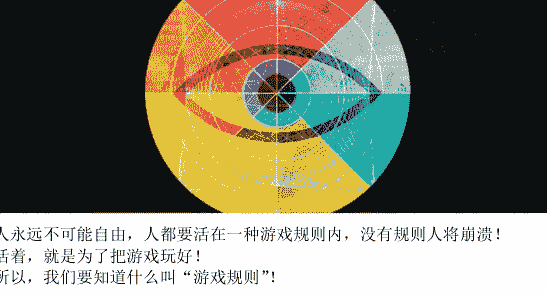 人永远不可能自由，人都要活在一种游戏规则内，没有规则人将崩溃！
活着，就是为了把游戏玩好！
所以，我们要知道什么叫“游戏规则”！